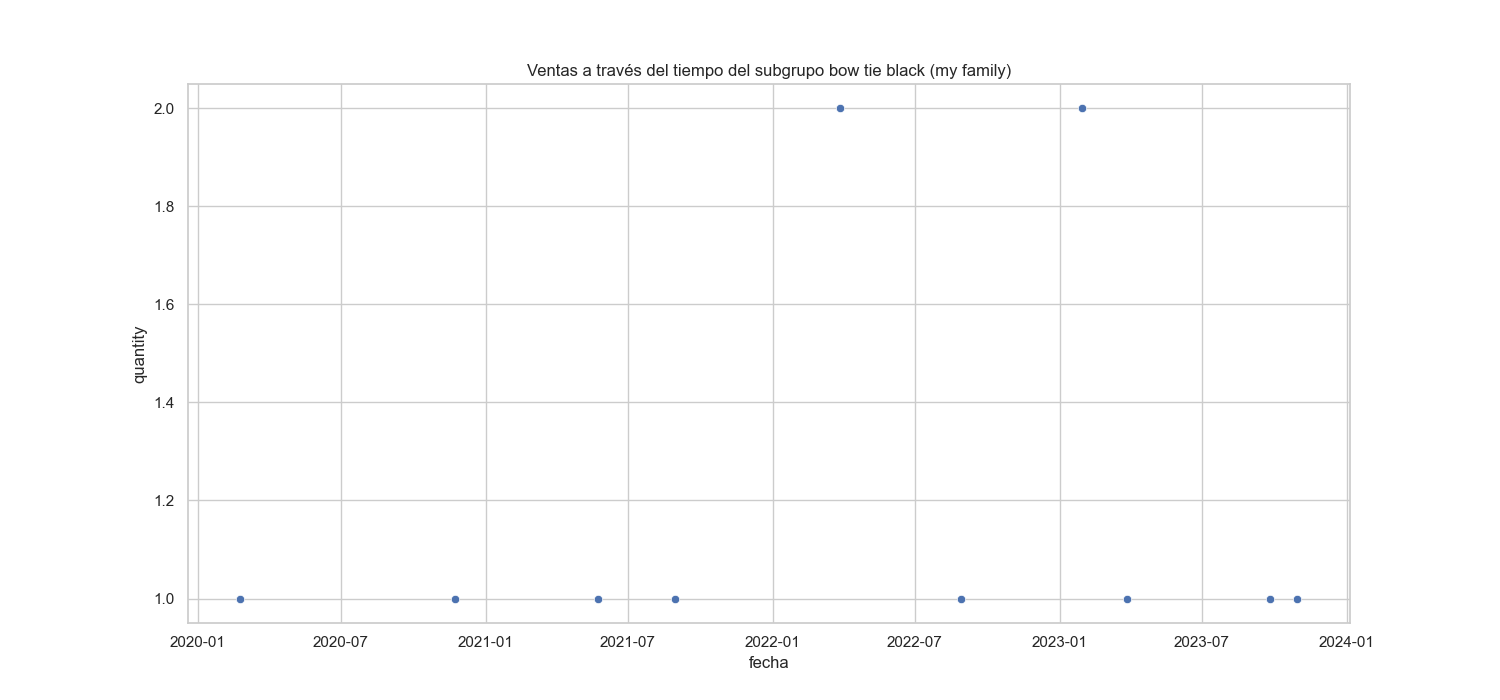 Ventas a través del tiempo del subgrupo bow tie black (my family)
2.0
1.8
1.6
1.4
1.2
1.0
quantity
2020-01 2020-07 2021-01 2021-07 2022-01 2022-07 2023-01 2023-07 2024-01
fecha